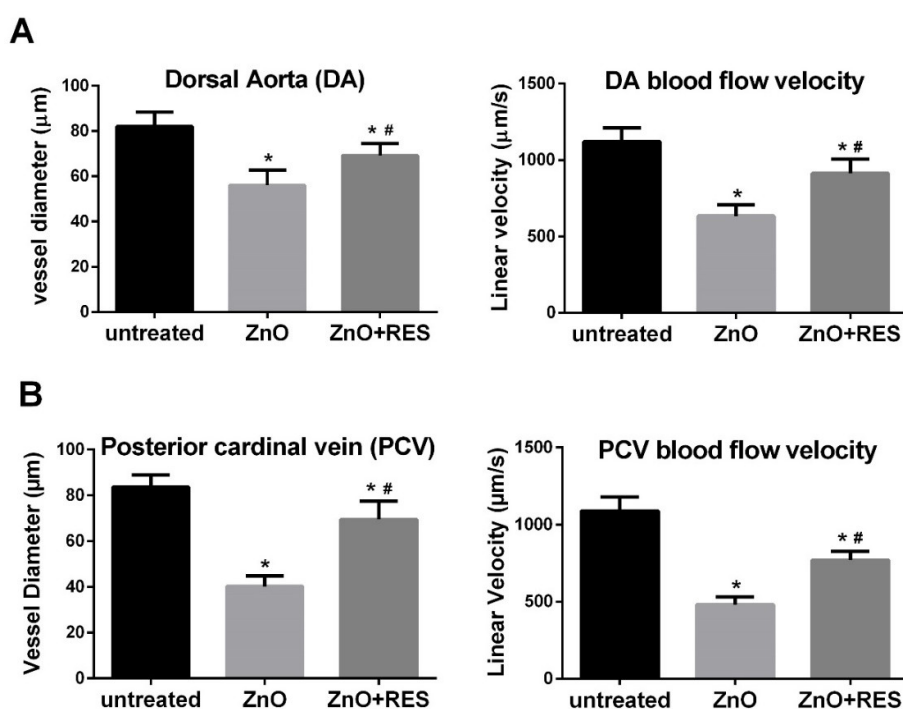 A
Dorsal Aorta (DA)
vessel diameter (µm)
100
80
60
40
20
0
* 
* #
untreated ZnO ZnO+RES
DA blood flow velocity
Linear velocity (µm/s)
1500
1000
500
0
*
* #
untreated ZnO ZnO+RES
B
Posterior cardinal vein (PCV)
Vessel Diameter (µm)
100
80
60
40
20
0
*
* #
untreated ZnO ZnO+RES
PCV blood flow velocity
Linear Velocity (µm/s)
1500
1000
500
0
*
* #
untreated ZnO ZnO+RES